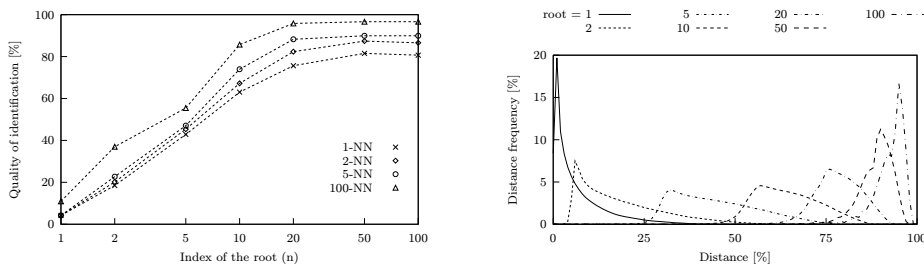 100
80
60
40
20
0
Quality of identification [%]
1-NN
2-NN
5-NN
100-NN
1 2 5 10 20 50 100
Index of the root (n)
root = 1 5 20 100
2 10 50
20
15
10
5
0
Distance frequency [%]
0 25 50 75 100
Distance [%]